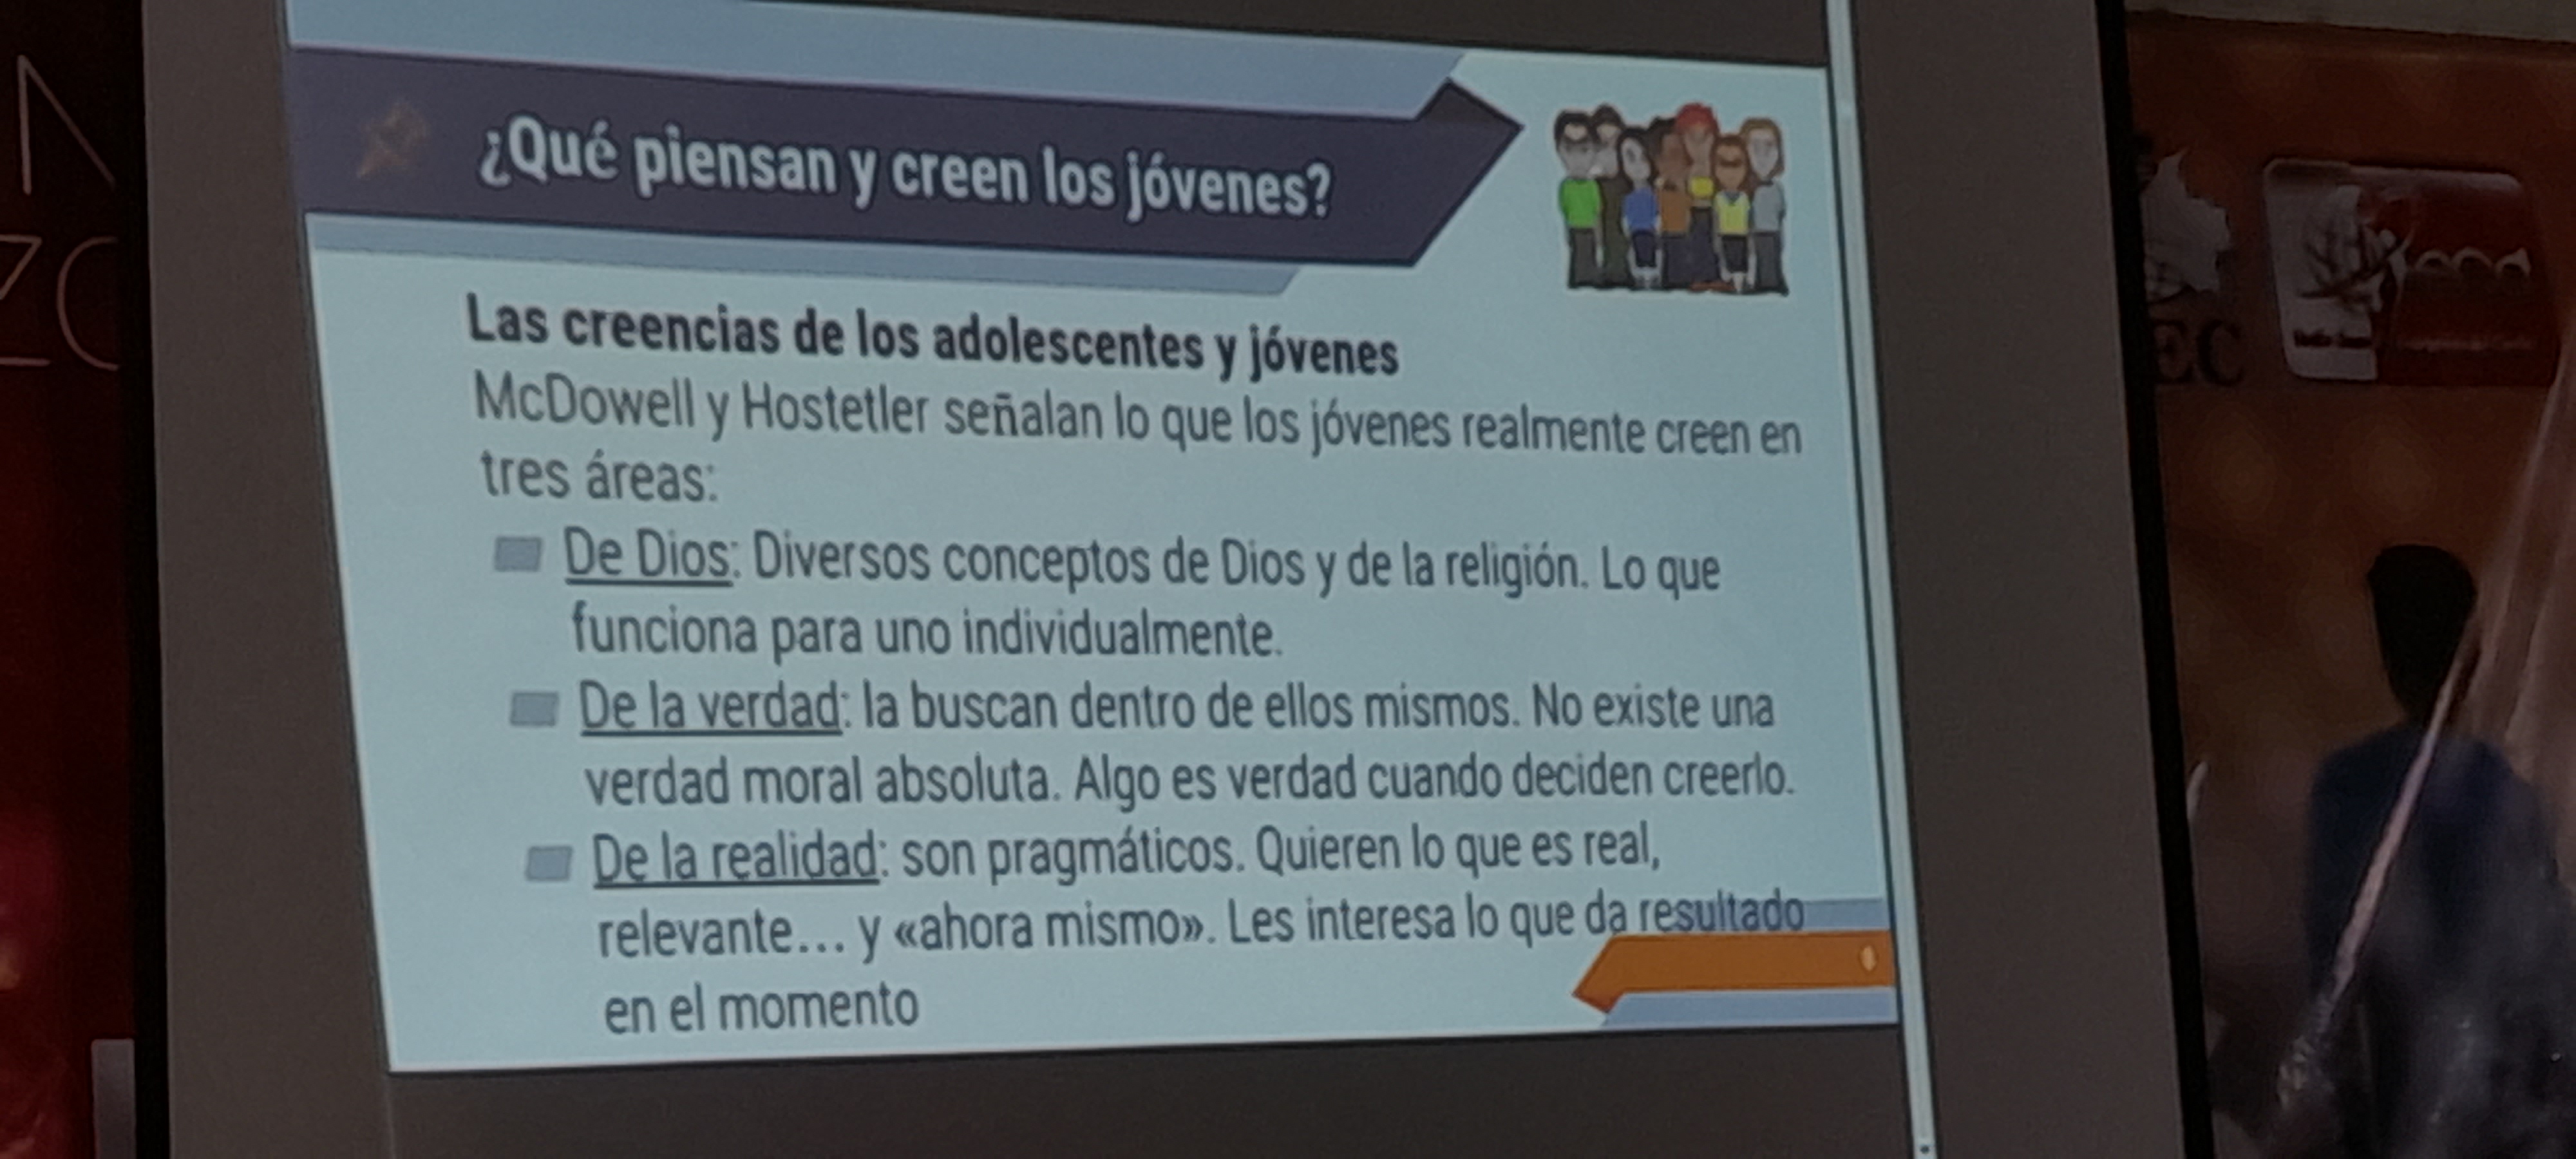 ¿Qué piensan y creen los jóvenes?
Las creencias de los adolescentes y jóvenes
McDowell y Hostetler señalan lo que los jóvenes realmente creen en
tres áreas:
De Dios: Diversos conceptos de Dios y de la religión. Lo que
funciona para uno individualmente.
De la verdad: la buscan dentro de ellos mismos. No existe una
verdad moral absoluta. Algo es verdad cuando deciden creerlo.
De la realidad: son pragmáticos. Quieren lo que es real,
relevante... y «ahora mismo». Les interesa lo que da resultado
en el momento